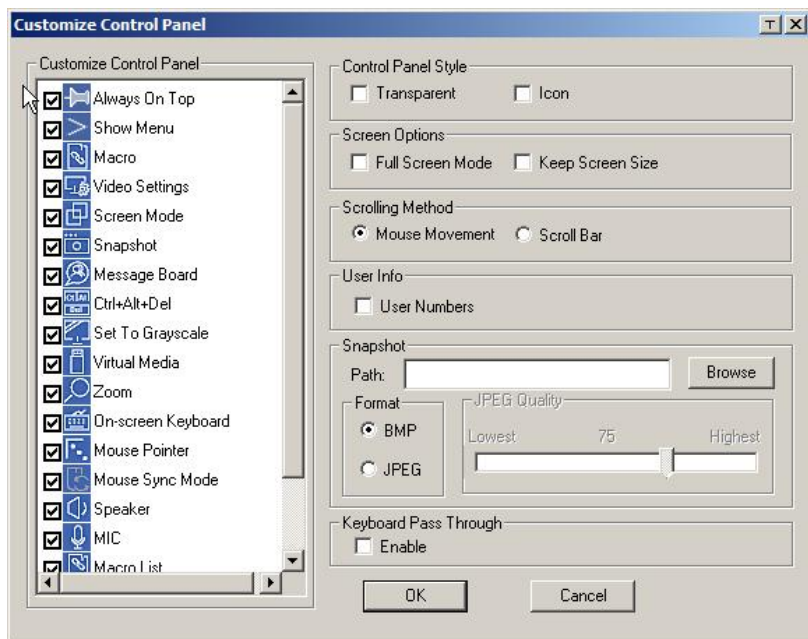 Customize Control Panel
Customize Control Panel
Always On Top
Show Menu
Macro
Video Settings
Screen Mode
Snapshot
Message Board
Ctrl+Alt+Del
Set To Grayscale
Virtual Media
Zoom
On-screen Keyboard
Mouse Pointer
Mouse Sync Mode
Speaker
MIC
Macro List
Control Panel Style
Transparent Icon
Screen Options
Full Screen Mode Keep Screen Size
Scrolling Method
Mouse Movement Scroll Bar
User Info
User Numbers
Snapshot
Path: Browse
Format
BMP
JPEG
JPEG Quality
Lowest 75 Highest
Keyboard Pass Through
Enable
OK Cancel